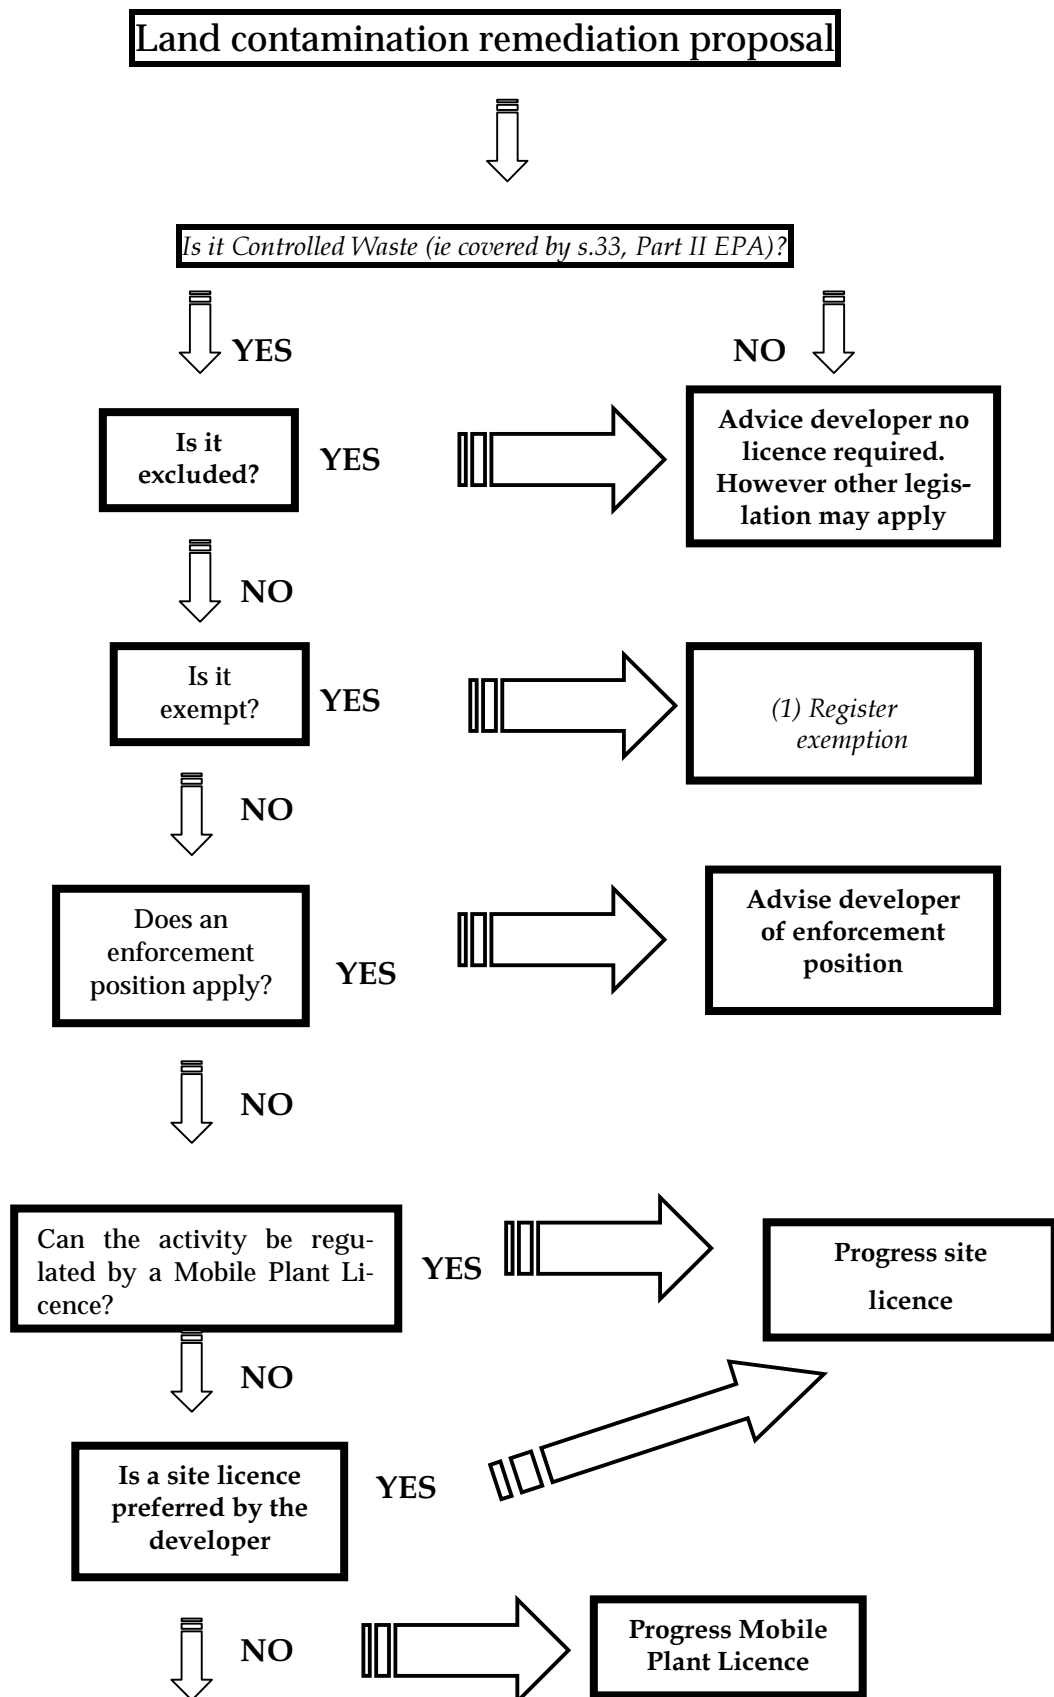 Land contamination remediation proposal
Is it Controlled Waste (ie covered by s.33, Part II EPA)?
YES
NO
Is it
excluded?
YES
Advice developer no
licence required.
However other legis-
lation may apply
NO
Is it
exempt?
YES
(1) Register
exemption
NO
Does an
enforcement
position apply?
YES
Advise developer
of enforcement
position
NO
Can the activity be regu-
lated by a Mobile Plant Li-
cence?
YES
Progress site
licence
NO
Is a site licence
preferred by the
developer
YES
NO
Progress Mobile
Plant Licence